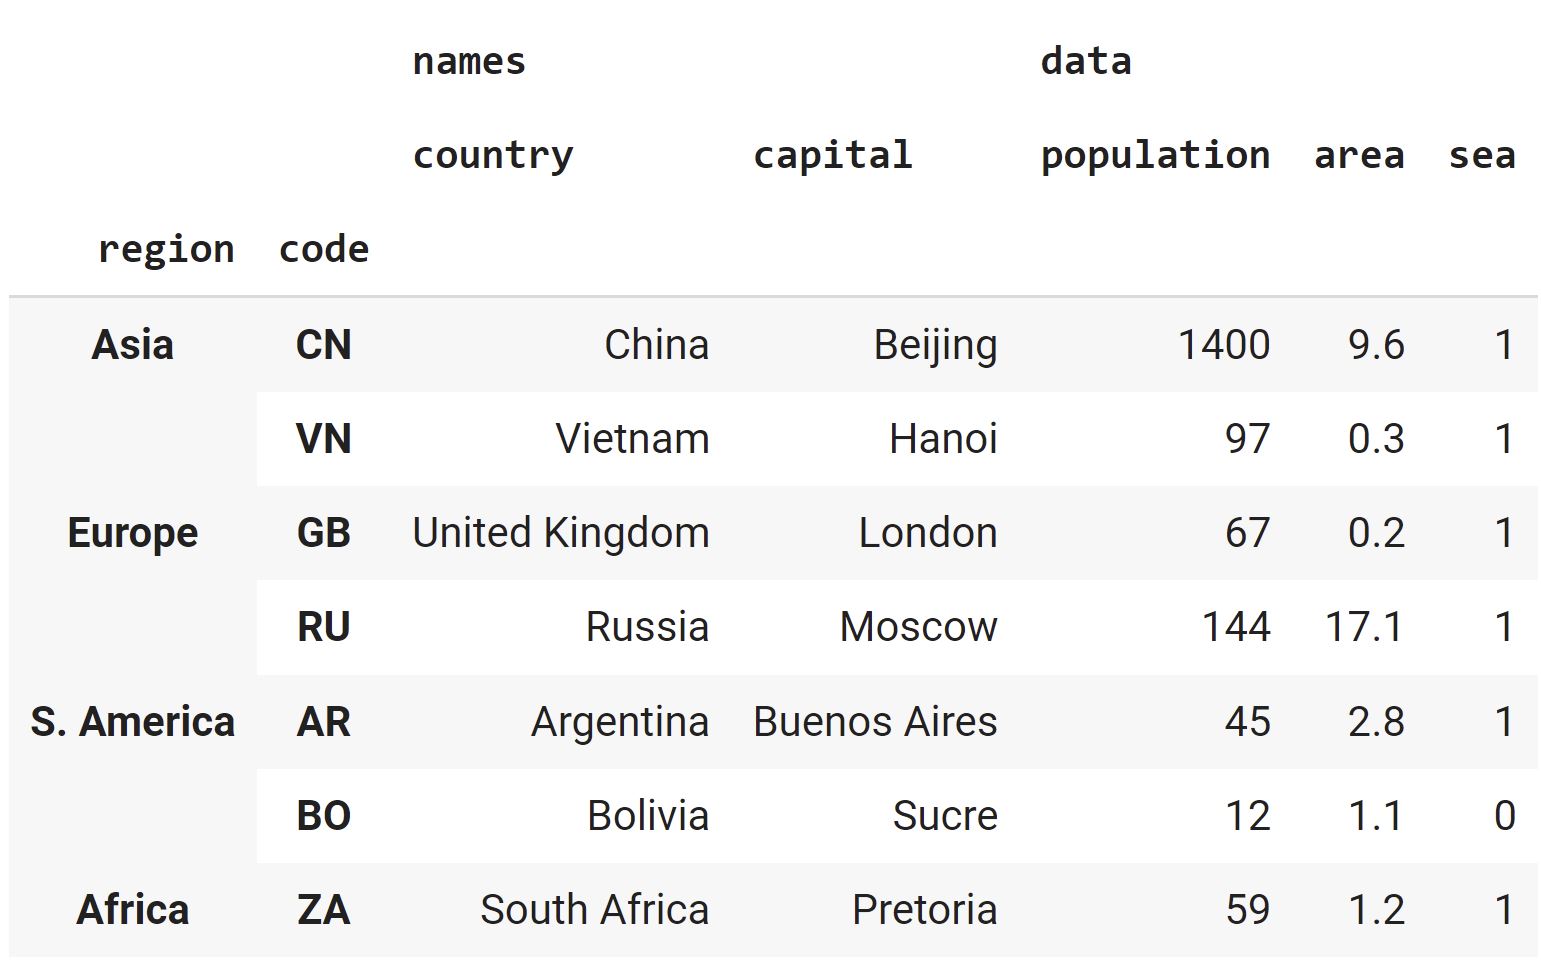 names data
country capital population area sea
region code
Asia CN China Beijing 1400 9.6 1
VN Vietnam Hanoi 97 0.3 1
Europe GB United Kingdom London 67 0.2 1
RU Russia Moscow 144 17.1 1
S. America AR Argentina Buenos Aires 45 2.8 1
BO Bolivia Sucre 12 1.1 0
Africa ZA South Africa Pretoria 59 1.2 1